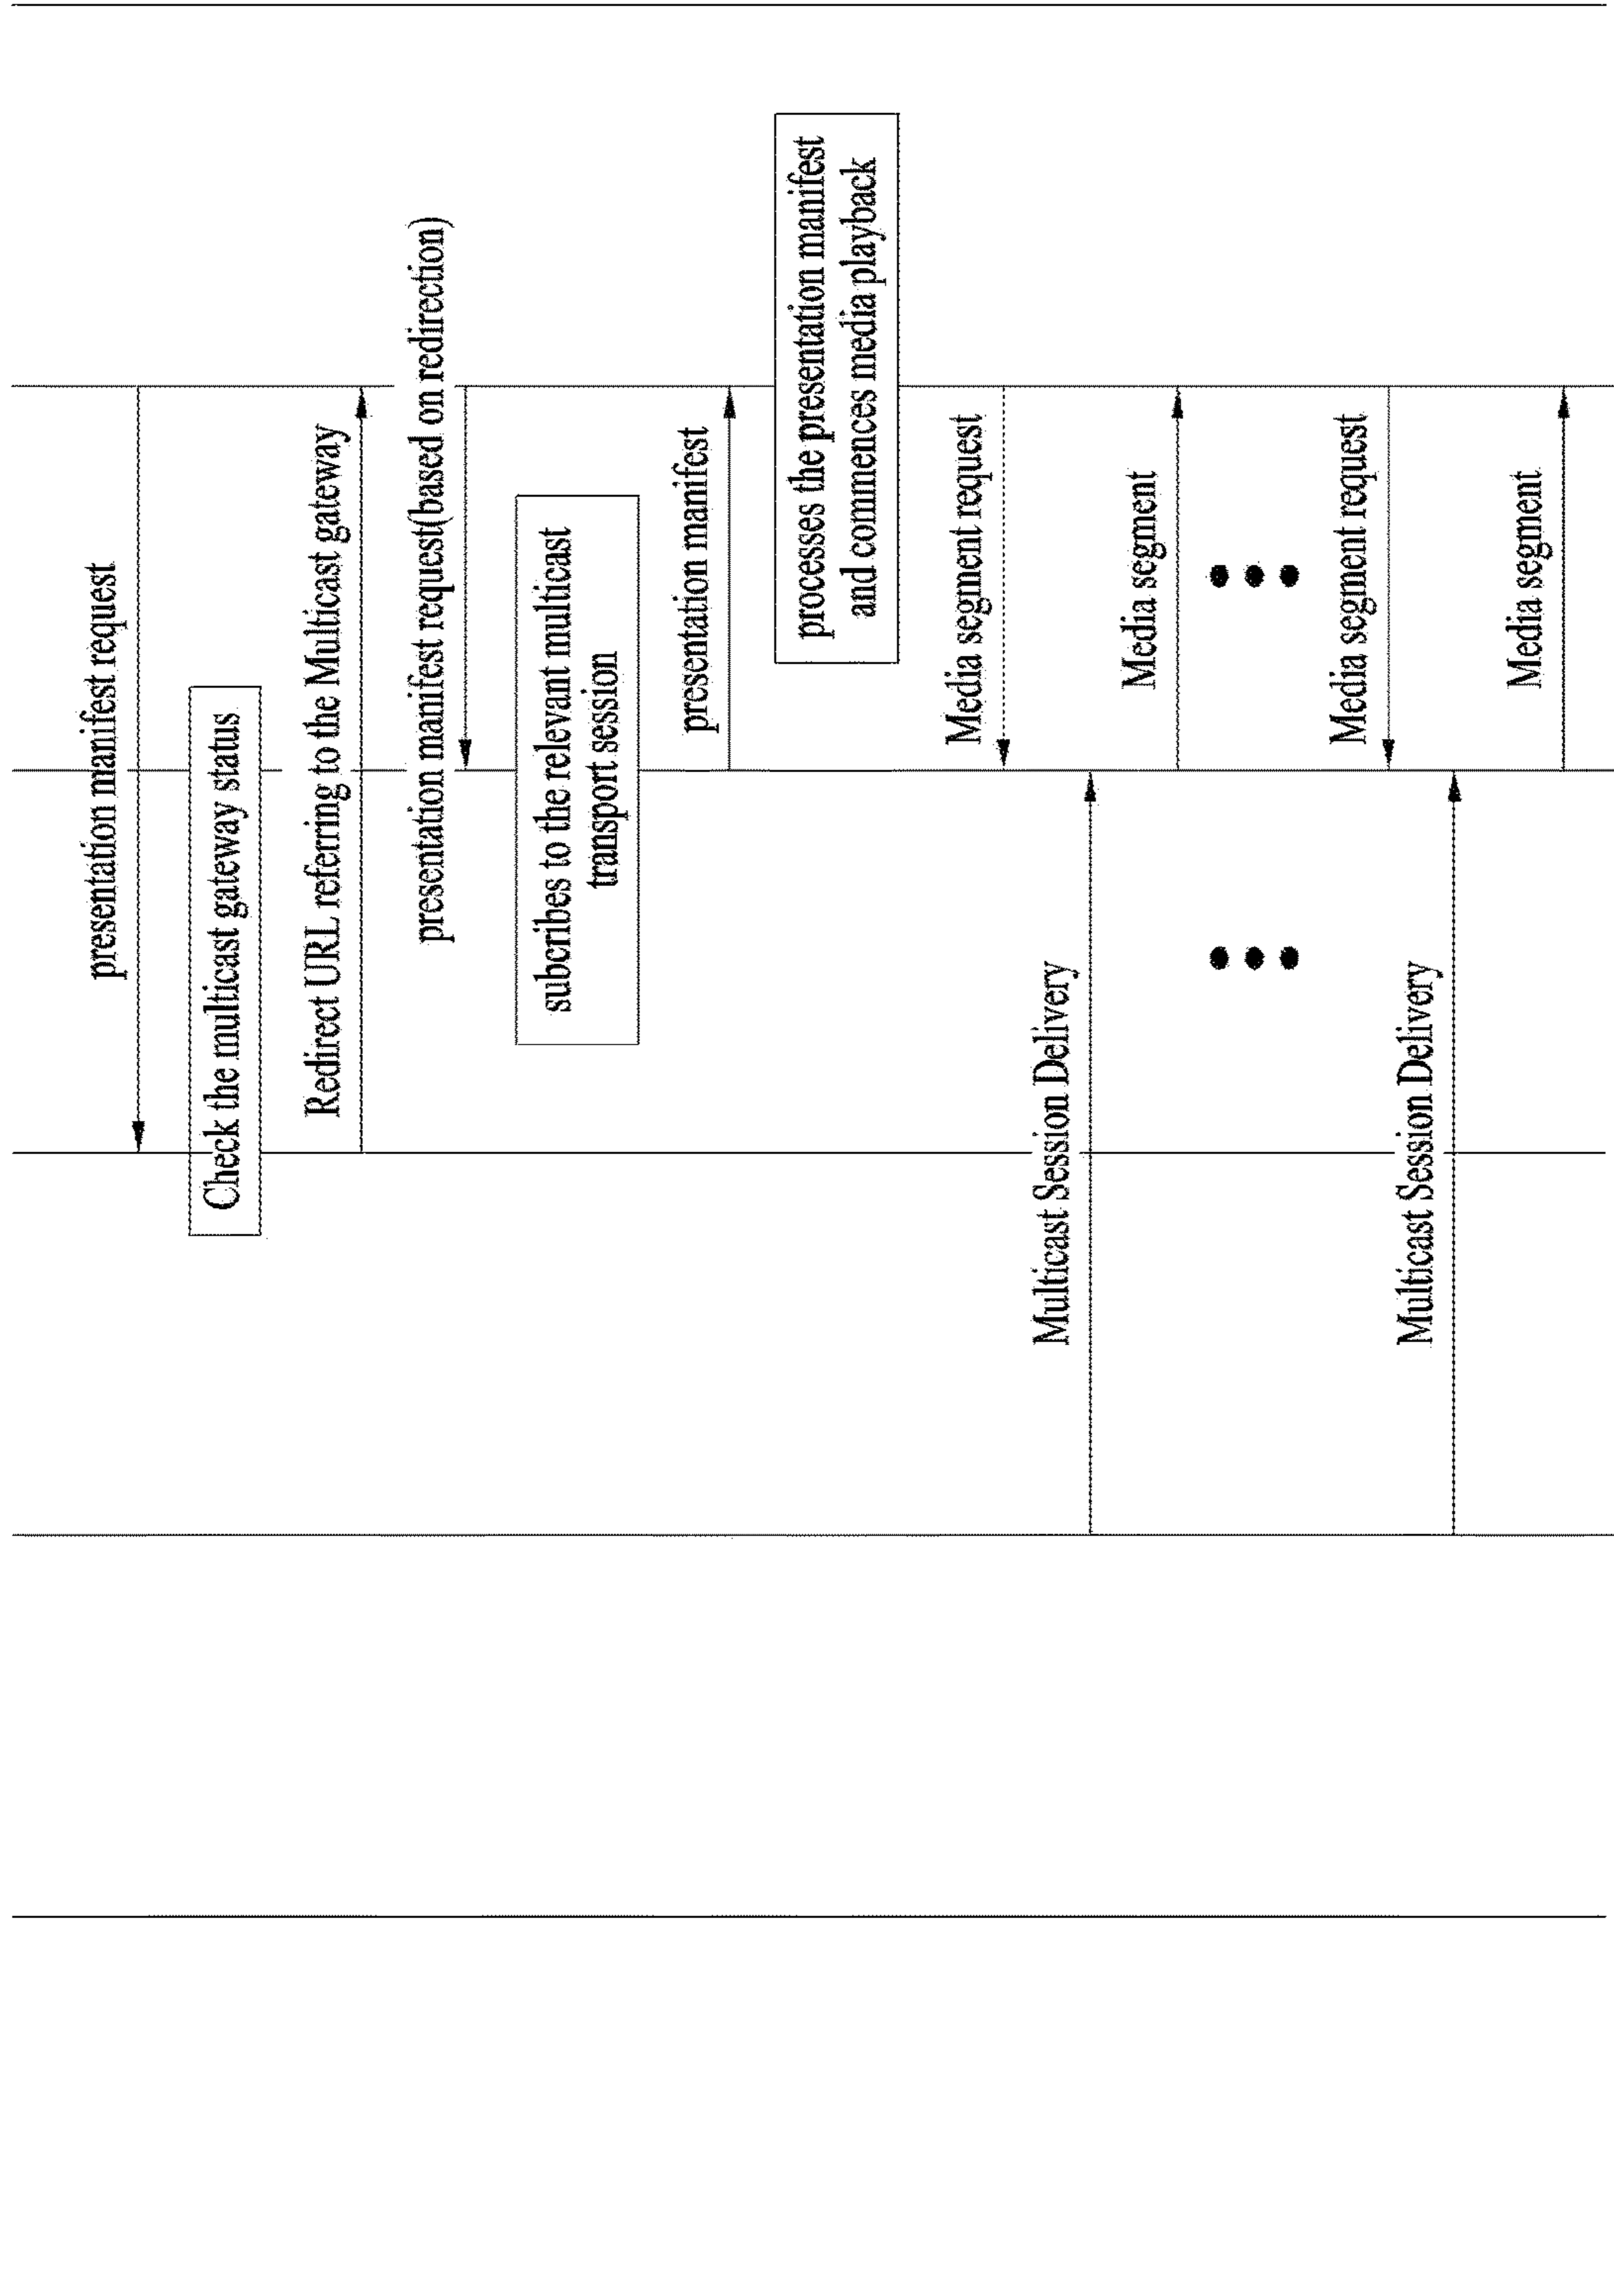 presentation manifest request
Check the multicast gateway status
Redirect URL referring to the Multicast gateway
presentation manifest request(based on redirection)
subcribes to the relevant multicast
transport session
presentation manifest
processes the presentation manifest
and commences media playback
Media segment request
Multicast Session Delivery
Media segment
Media segment request
Multicast Session Delivery
Media segment